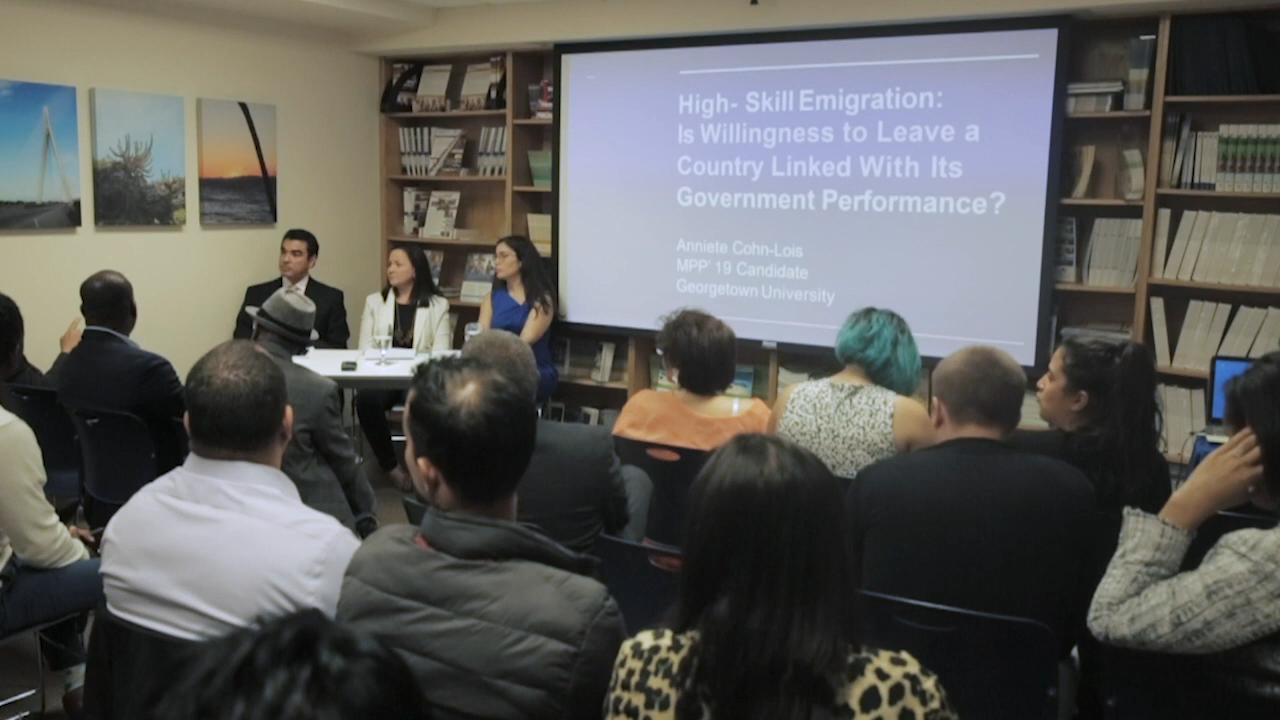 High- Skill Emigration:
Is Willingness to Leave a
Country Linked With Its
Government Performance?
Anniete Cohn-Lois
MPP' 19 Candidate
Georgetown University